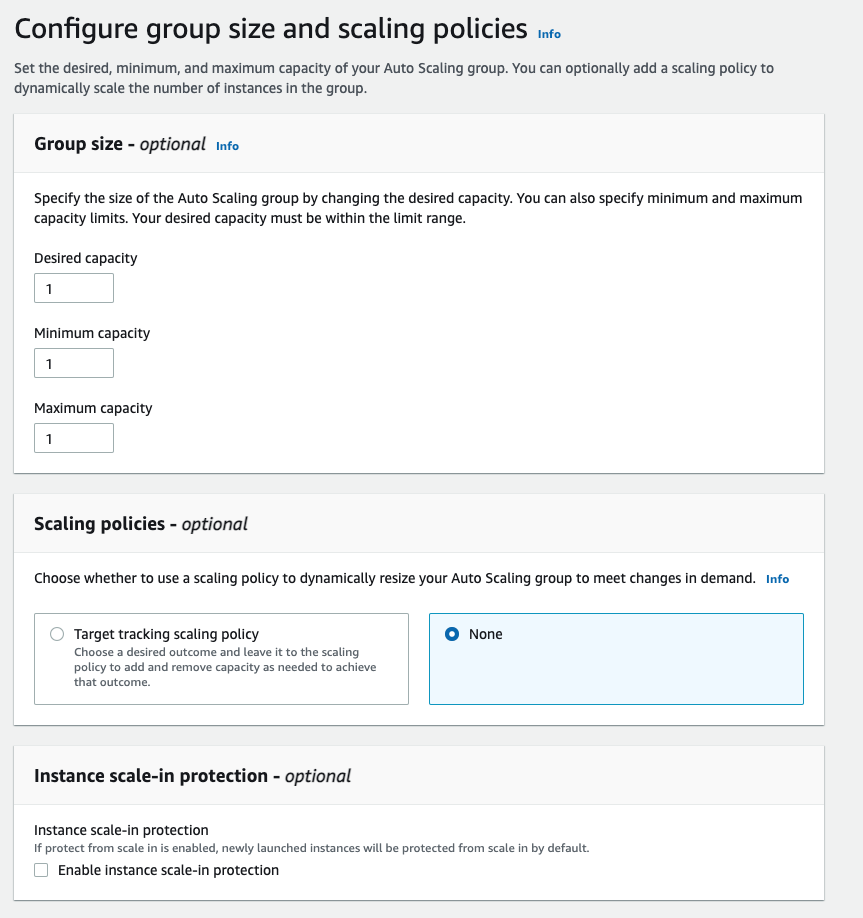 Configure group size and scaling policies Info
Set the desired, minimum, and maximum capacity of your Auto Scaling group. You can optionally add a scaling policy to
dynamically scale the number of instances in the group.
Group size - optional Info
Specify the size of the Auto Scaling group by changing the desired capacity. You can also specify minimum and maximum
capacity limits. Your desired capacity must be within the limit range.
Desired capacity
1
Minimum capacity
1
Maximum capacity
1
Scaling policies - optional
Choose whether to use a scaling policy to dynamically resize your Auto Scaling group to meet changes in demand. Info
Target tracking scaling policy
Choose a desired outcome and leave it to the scaling
policy to add and remove capacity as needed to achieve
that outcome.
None
Instance scale-in protection - optional
Instance scale-in protection
If protect from scale in is enabled, newly launched instances will be protected from scale in by default.
Enable instance scale-in protection